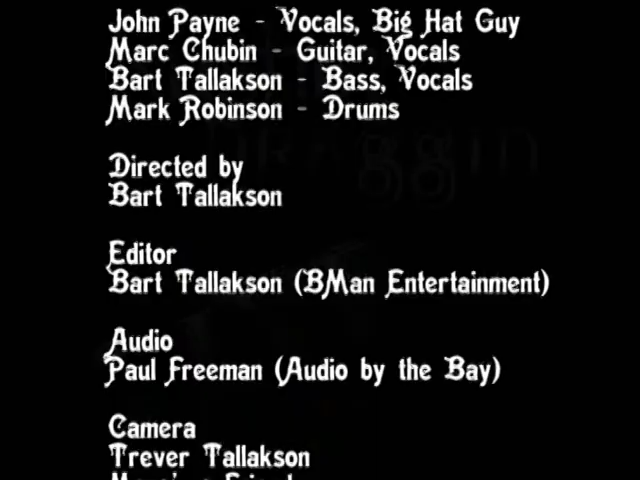 John Payne - Vocals, Big Hat Guy
Marc Chubin - Guitar, Vocals
Bart Tallakson - Bass, Vocals
Mark Robinson - Drums
Directed by
Bart Tallakson
Editor
Bart Tallakson (BMan Entertainment)
Audio
Paul Freeman (Audio by the Bay)
Camera
Trever Tallakson